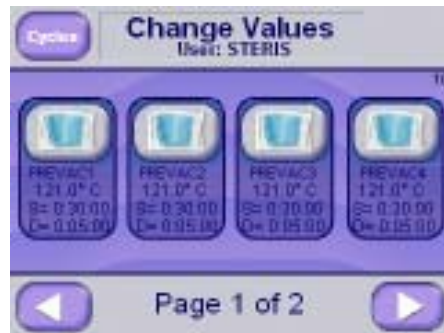 Cycles
Change Values
User: STERIS
PREVAC1
121.0° C
S= 0:30:00
D= 0:05:00
PREVAC2
121.0° C
S= 0:30:00
D= 0:05:00
PREVAC3
121.0° C
S= 0:30:00
D= 0:05:00
PREVAC4
121.0° C
S= 0:30:00
D= 0:05:00
Page 1 of 2